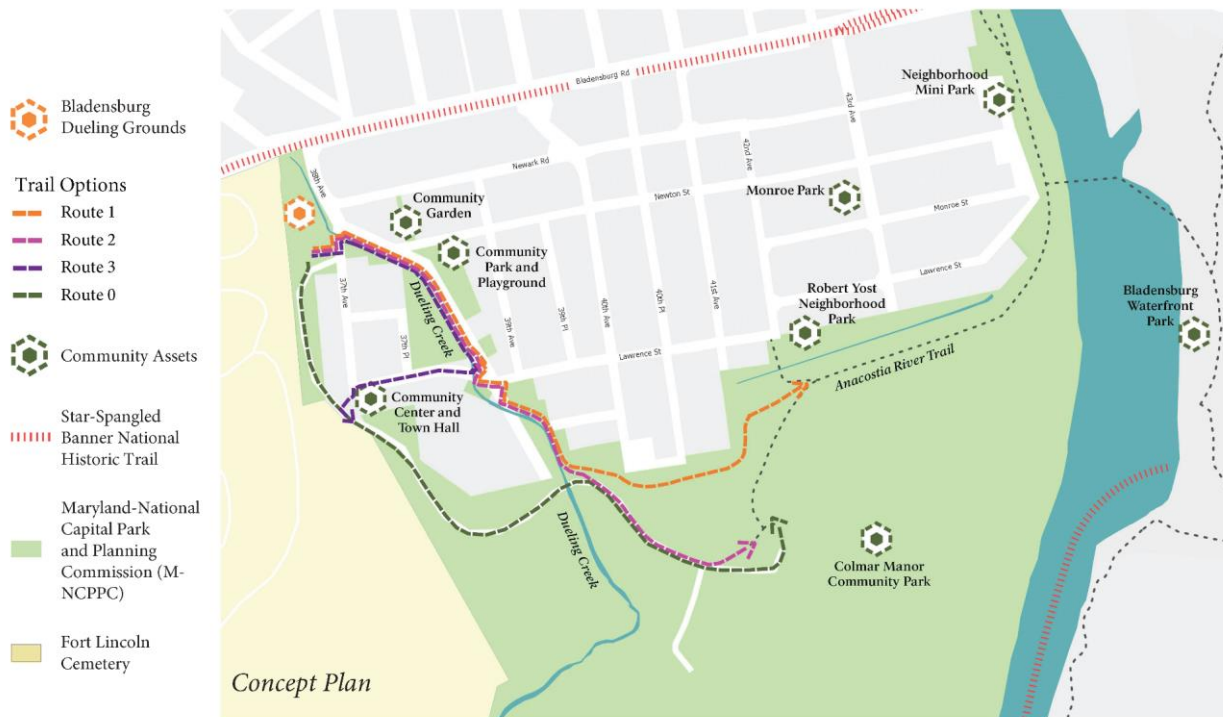 Bladensburg
Dueling Grounds
Trail Options
Route 1
Route 2
Route 3
Route 0
Community Assets
Star-Spangled
Banner National
Historic Trail
Maryland-National
Capital Park
and Planning
Commission (M-
NCPPC)
Fort Lincoln
Cemetery
Bladensburg Rd
Neighborhood
Mini Park
43rd Ave
42nd Ave
Newark Rd
38th Ave
Community
Garden
Newton St
Monroe Park
Monroe St
Community
Park and
Playground
Lawrence St
37th Ave
Dueling Creek
39th Ave
39th Pl
40th Ave
40th Pl
41st Ave
Robert Yost
Neighborhood
Park
Bladensburg
Waterfront
Park
37th Pl
Lawrence St
Anacostia River Trail
Community
Center and
Town Hall
Dueling Creek
Colmar Manor
Community Park
Concept Plan